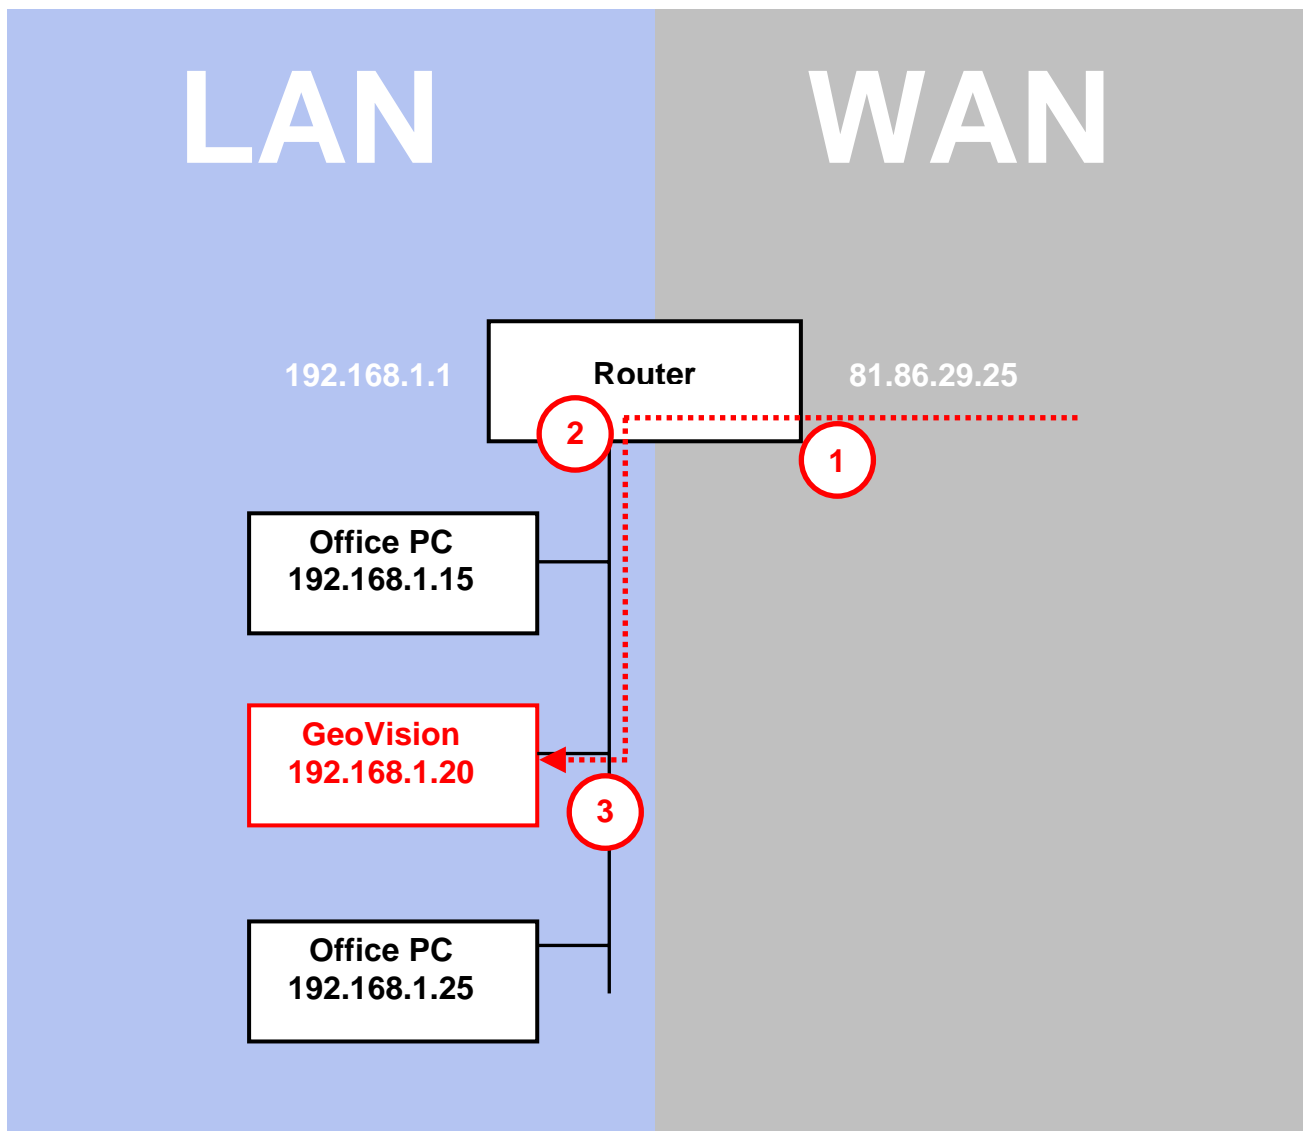 LAN
WAN
192.168.1.1
Router
81.86.29.25
2
1
Office PC
192.168.1.15
GeoVision
192.168.1.20
3
Office PC
192.168.1.25